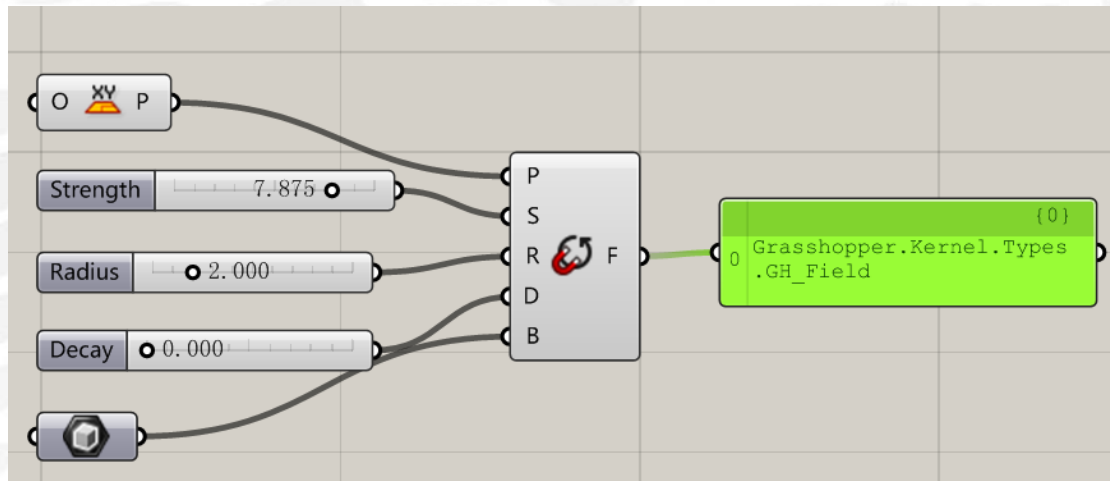 O XY P
Strength 7.875
Radius 2.000
Decay 0.000
P
S
R F
D
B
{0}
0 Grasshopper.Kernel.Types
.GH_Field